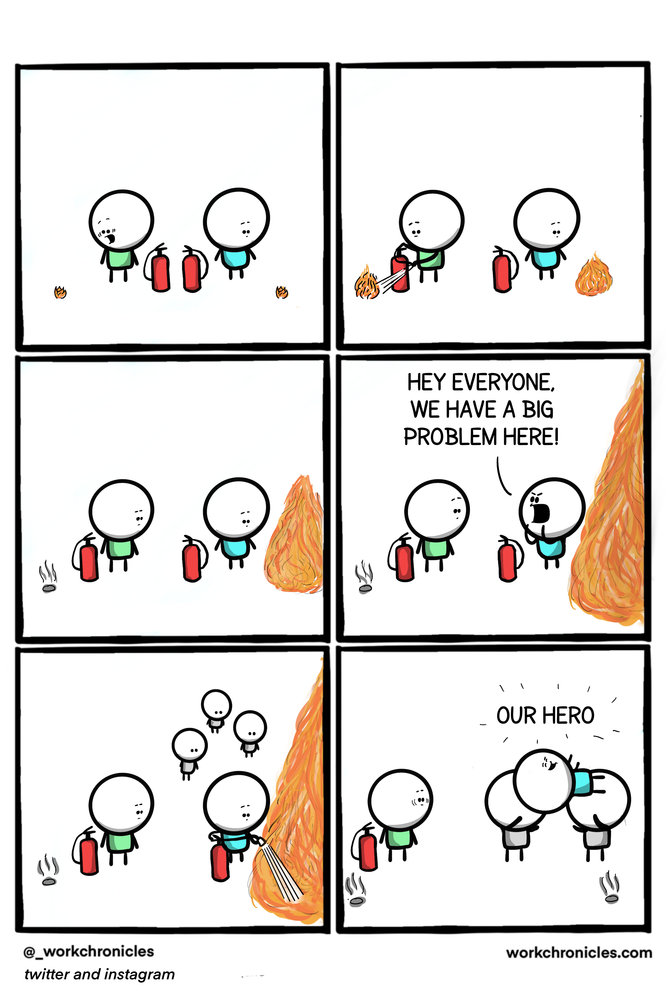 HEY EVERYONE,
WE HAVE A BIG
PROBLEM HERE!
OUR HERO
@_workchronicles
twitter and instagram
workchronicles.com